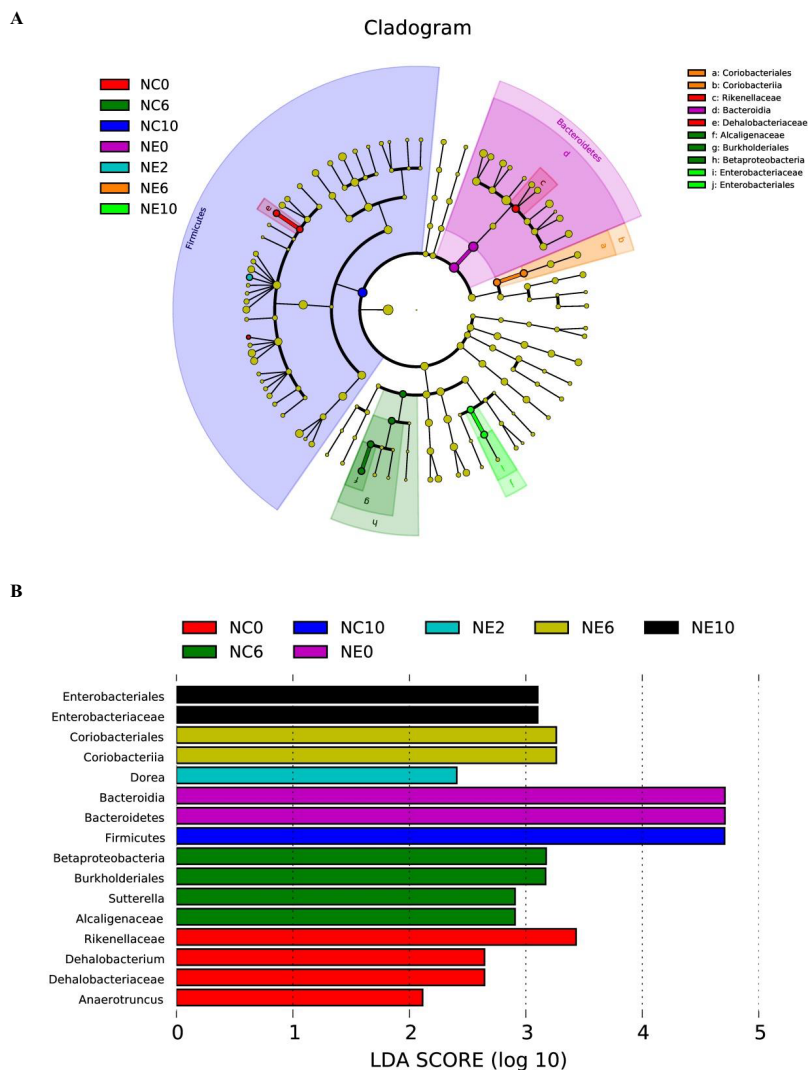 A
Cladogram
NC0
NC6
NC10
NE0
NE2
NE6
NE10
a: Coriobacteriales
b: Coriobacteriia
c: Rikenellaceae
d: Bacteroidia
e: Dehalobacteriaceae
f: Alcaligenaceae
g: Burkholderiales
h: Betaproteobacteria
i: Enterobacteriaceae
j: Enterobacteriales
Firmicutes
Bacteroidetes
d
c
e
a
b
f
g
h
i
j
B
NC0 NC10 NE2 NE6 NE10
NC6 NE0
Enterobacteriales
Enterobacteriaceae
Coriobacteriales
Coriobacteriia
Dorea
Bacteroidia
Bacteroidetes
Firmicutes
Betaproteobacteria
Burkholderiales
Sutterella
Alcaligenaceae
Rikenellaceae
Dehalobacterium
Dehalobacteriaceae
Anaerotruncus
0 1 2 3 4 5
LDA SCORE (log 10)